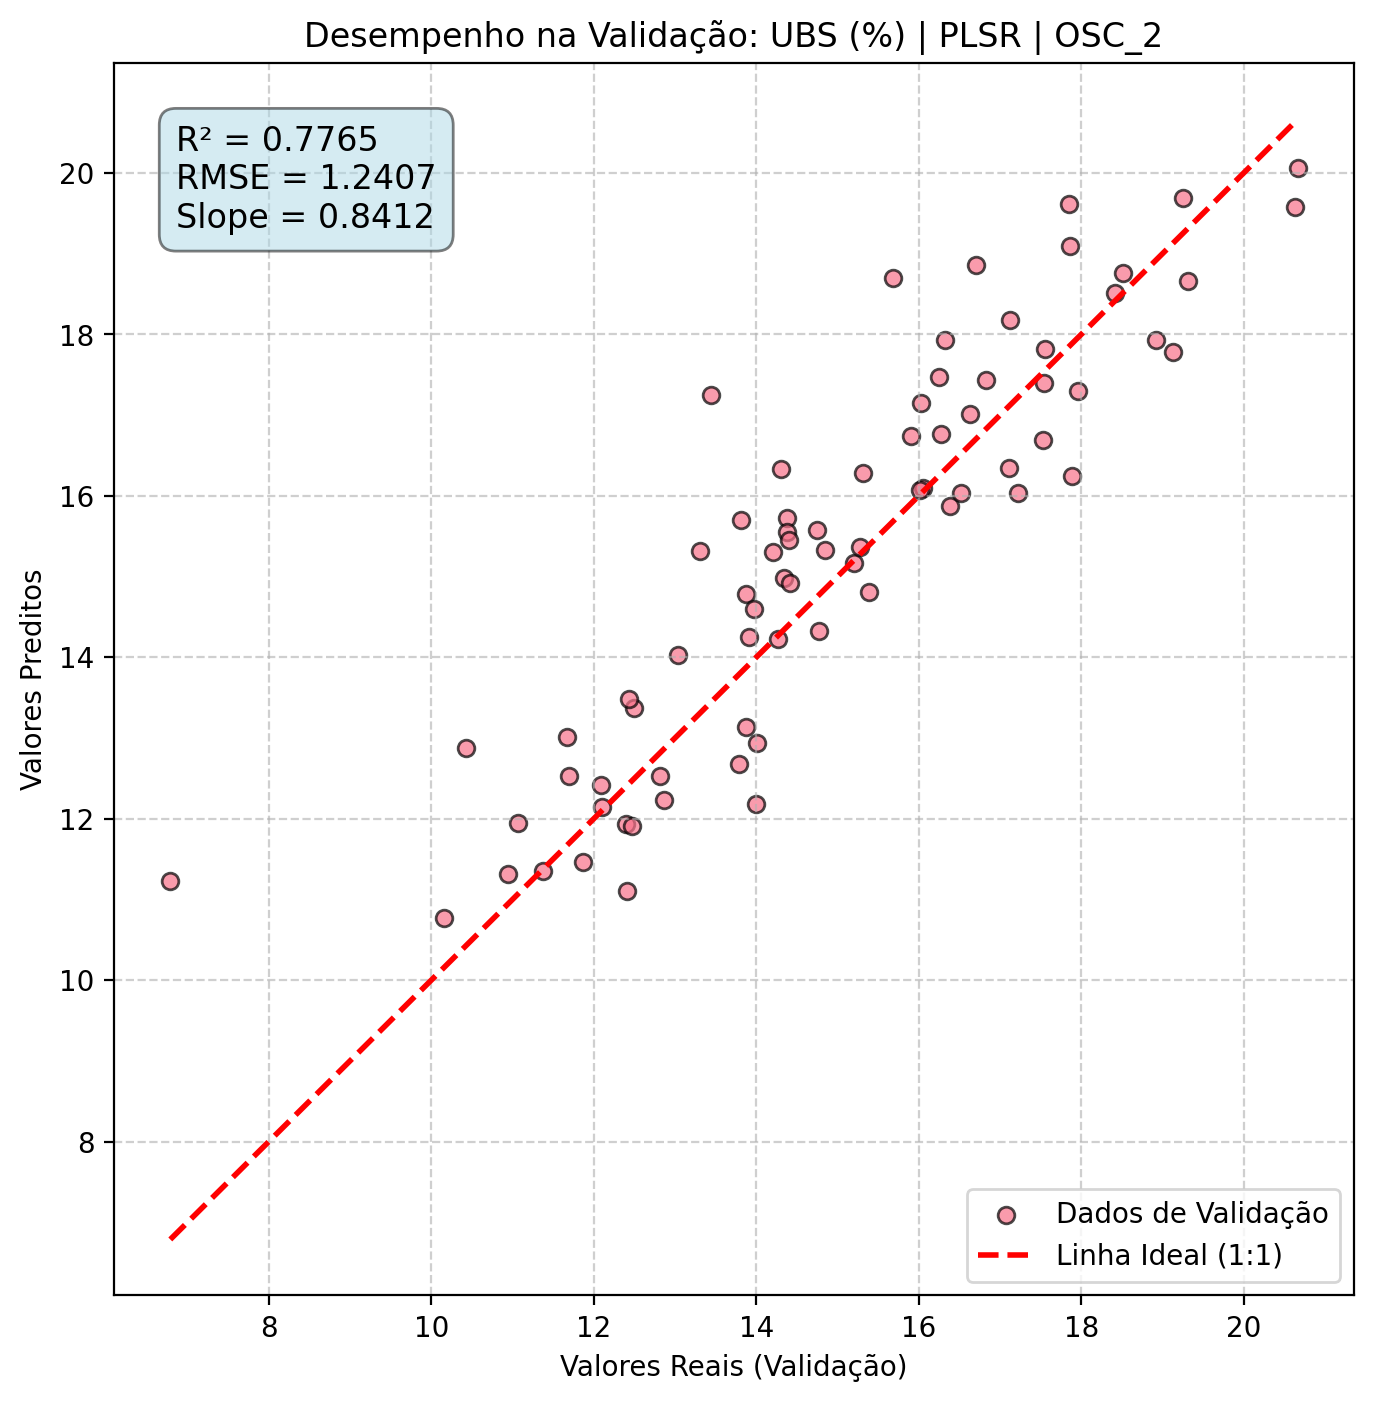 Desempenho na Validação: UBS (%) | PLSR | OSC_2
R² = 0.7765
RMSE = 1.2407
Slope = 0.8412
Valores Preditos
20
18
16
14
12
10
8
Dados de Validação
Linha Ideal (1:1)
8 10 12 14 16 18 20
Valores Reais (Validação)